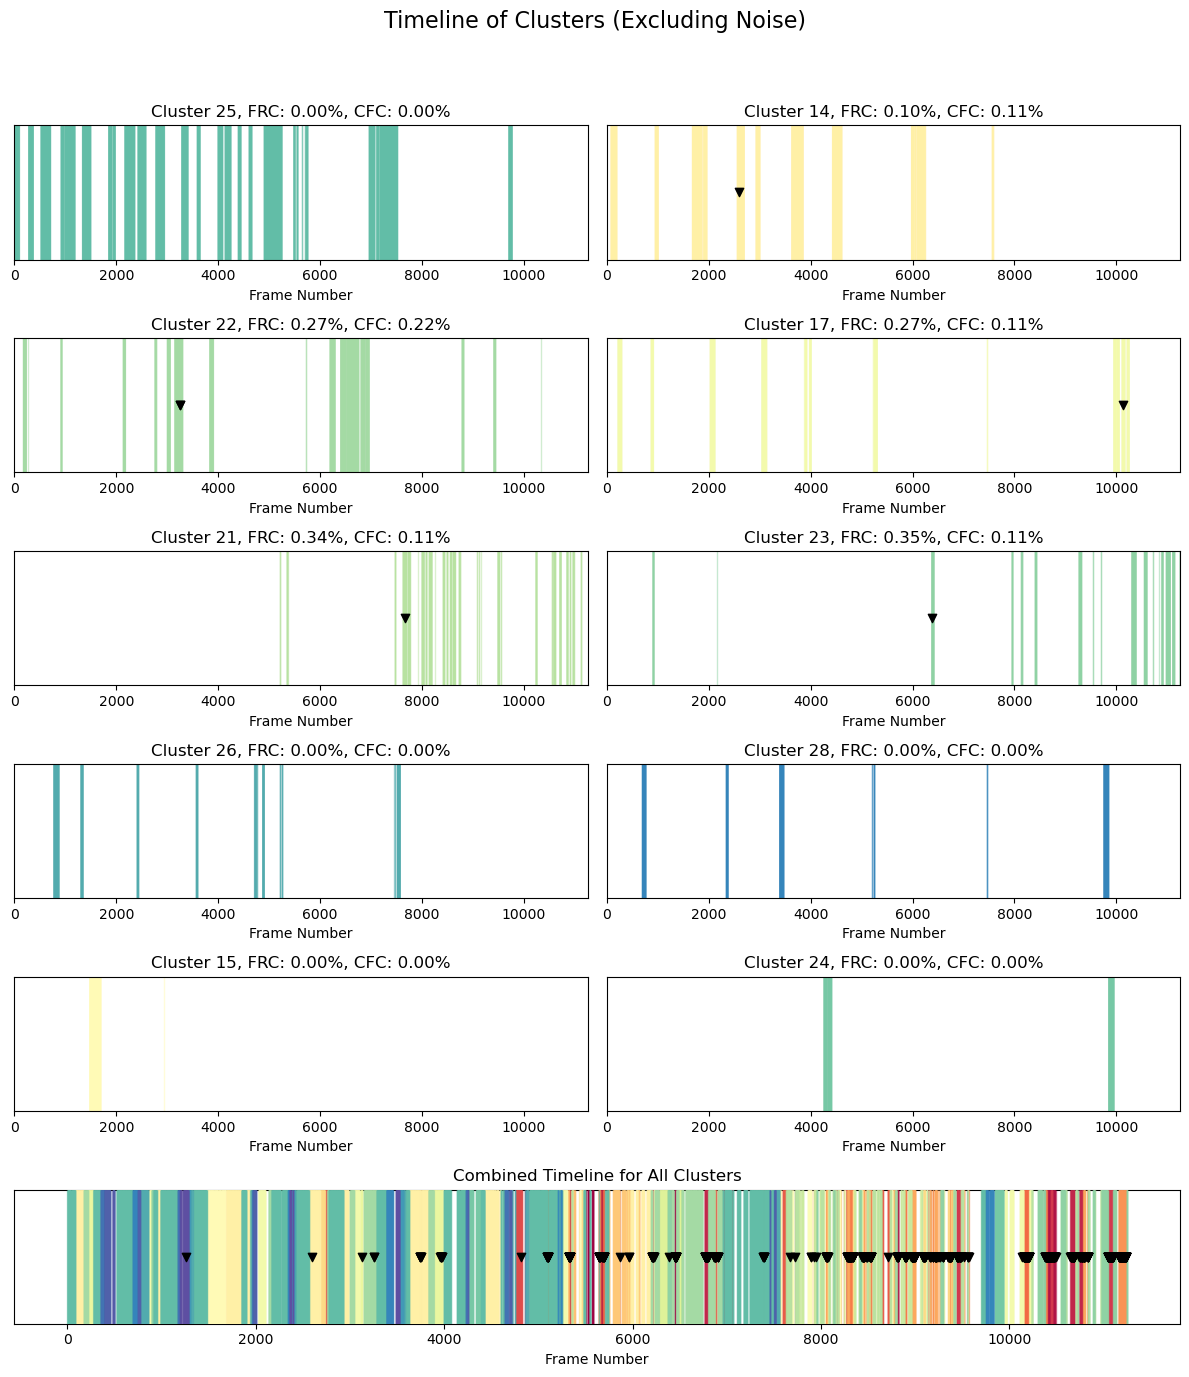 Timeline of Clusters (Excluding Noise)
Cluster 25, FRC: 0.00%, CFC: 0.00%
0 2000 4000 6000 8000 10000
Frame Number
Cluster 14, FRC: 0.10%, CFC: 0.11%
0 2000 4000 6000 8000 10000
Frame Number
Cluster 22, FRC: 0.27%, CFC: 0.22%
0 2000 4000 6000 8000 10000
Frame Number
Cluster 17, FRC: 0.27%, CFC: 0.11%
0 2000 4000 6000 8000 10000
Frame Number
Cluster 21, FRC: 0.34%, CFC: 0.11%
0 2000 4000 6000 8000 10000
Frame Number
Cluster 23, FRC: 0.35%, CFC: 0.11%
0 2000 4000 6000 8000 10000
Frame Number
Cluster 26, FRC: 0.00%, CFC: 0.00%
0 2000 4000 6000 8000 10000
Frame Number
Cluster 28, FRC: 0.00%, CFC: 0.00%
0 2000 4000 6000 8000 10000
Frame Number
Cluster 15, FRC: 0.00%, CFC: 0.00%
0 2000 4000 6000 8000 10000
Frame Number
Cluster 24, FRC: 0.00%, CFC: 0.00%
0 2000 4000 6000 8000 10000
Frame Number
Combined Timeline for All Clusters
0 2000 4000 6000 8000 10000
Frame Number